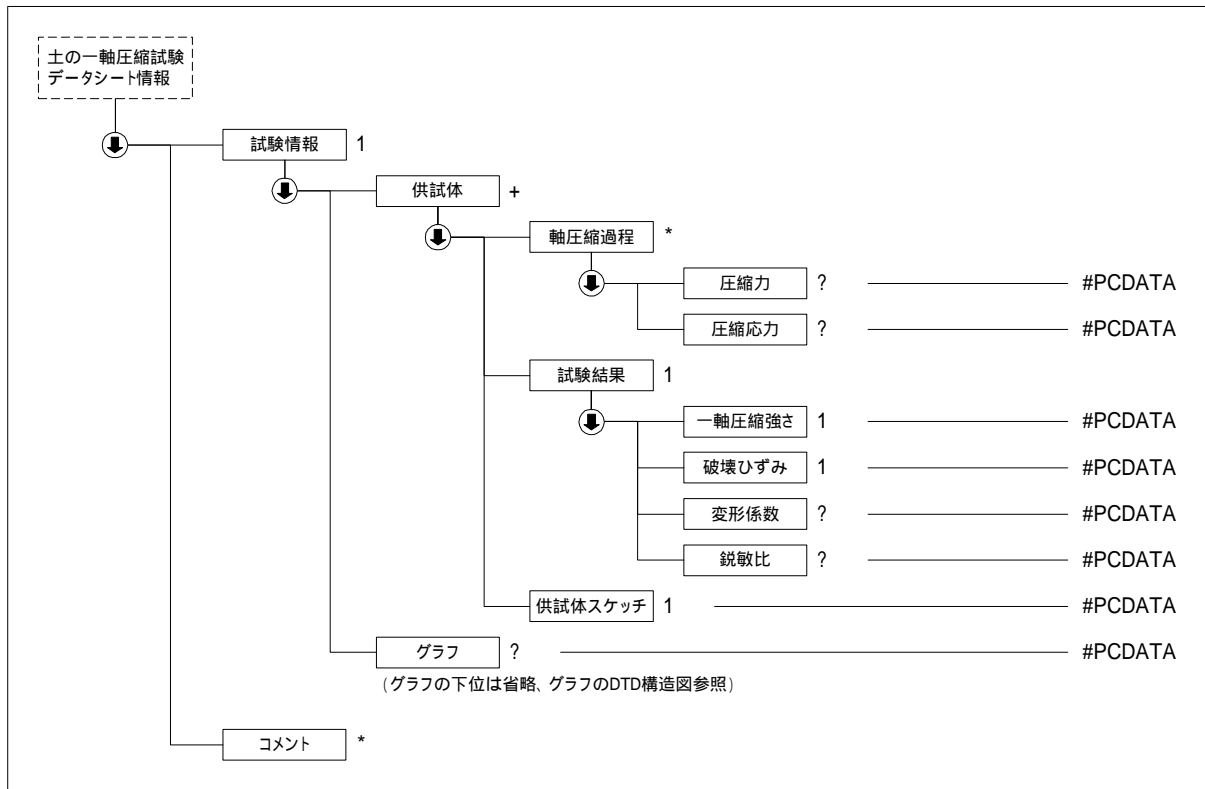 土の一軸圧縮試験
データシート情報
試験情報 1
供試体 +
軸圧縮過程 *
圧縮力 ? #PCDATA
圧縮応力 ? #PCDATA
試験結果 1
一軸圧縮強さ 1 #PCDATA
破壊ひずみ 1 #PCDATA
変形係数 ? #PCDATA
鋭敏比 ? #PCDATA
供試体スケッチ 1 #PCDATA
グラフ ? #PCDATA
(グラフの下位は省略、グラフのDTD構造図参照)
コメント *